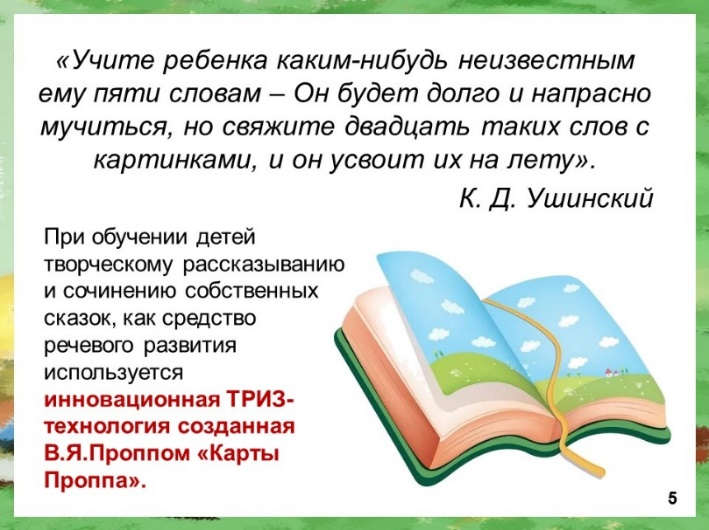 «Учите ребенка каким-нибудь неизвестным
ему пяти словам – Он будет долго и напрасно
мучиться, но свяжите двадцать таких слов с
картинками, и он усвоит их на лету».
К. Д. Ушинский
При обучении детей
творческому рассказыванию
и сочинению собственных
сказок, как средство
речевого развития
используется
инновационная ТРИЗ-
технология созданная
В.Я.Проппом «Карты
Проппа».
5